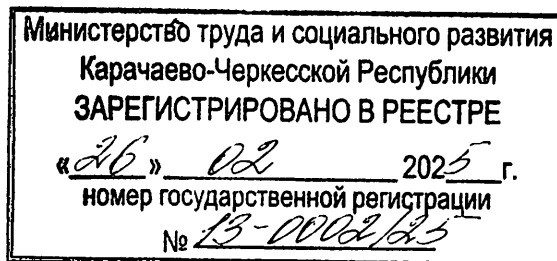 Министерство труда и социального развития
Карачаево-Черкесской Республики
ЗАРЕГИСТРИРОВАНО В РЕЕСТРЕ
«26» 02 2025 г.
номер государственной регистрации
№ 13-0002/25